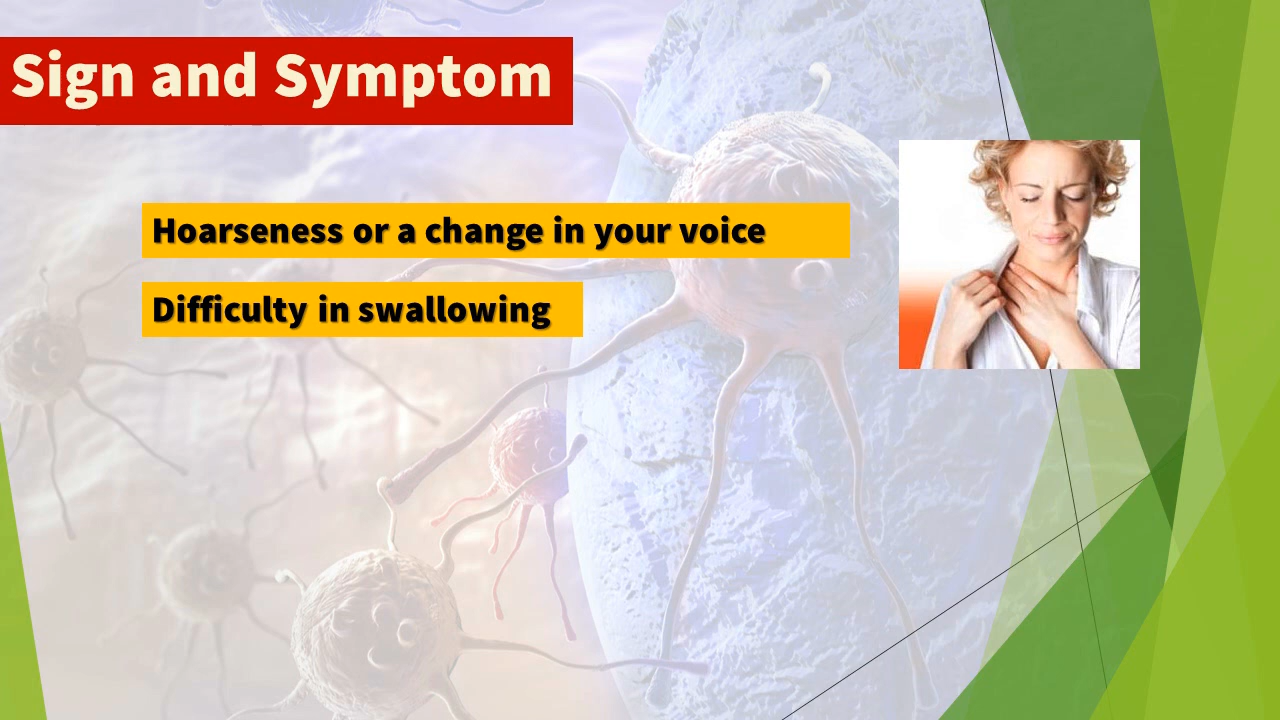 Sign and Symptom
Hoarseness or a change in your voice
Difficulty in swallowing